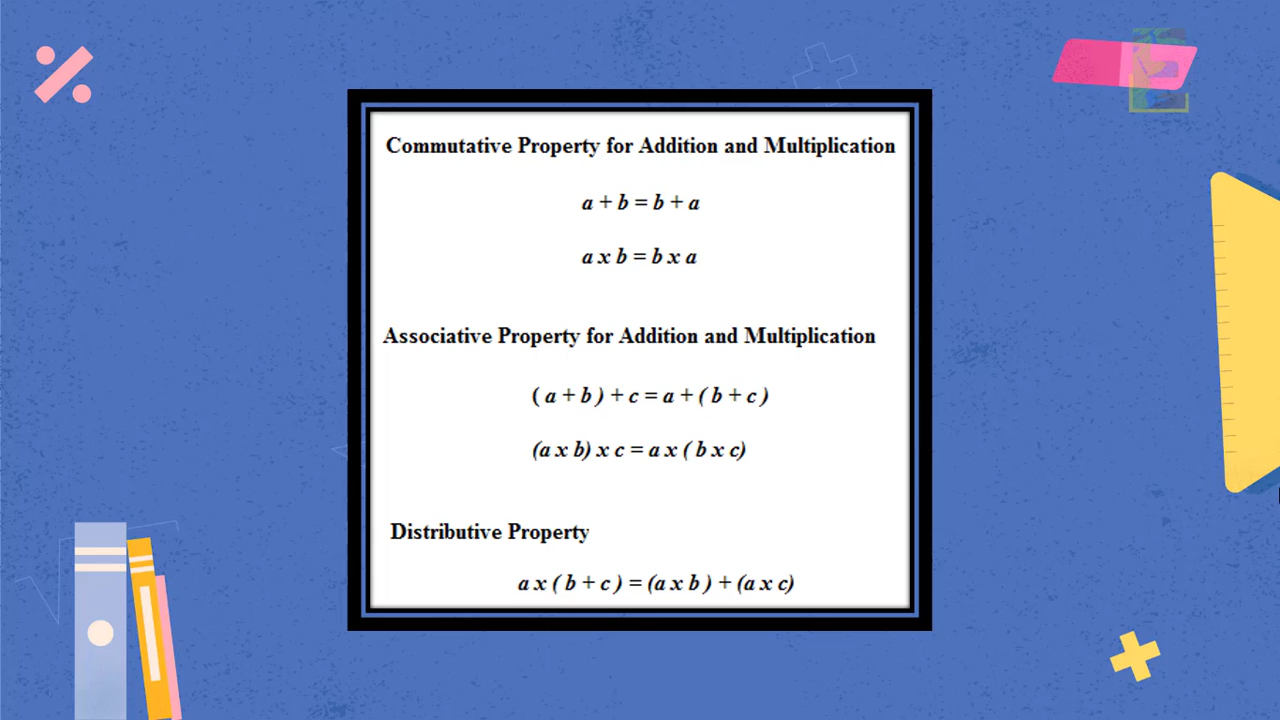 Commutative Property for Addition and Multiplication
a + b = b + a
a x b = b x a
Associative Property for Addition and Multiplication
( a + b ) + c = a + ( b + c )
(a x b) x c = a x ( b x c)
Distributive Property
a x ( b + c ) = (a x b ) + (a x c)